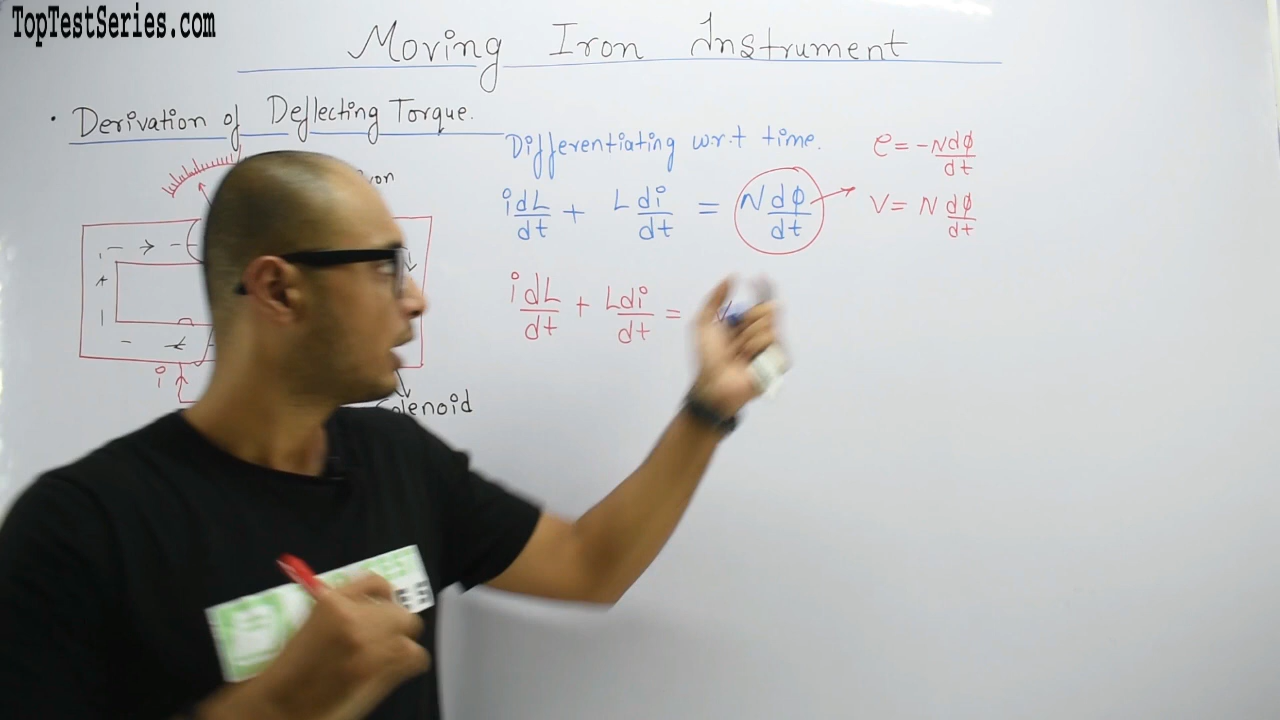 TopTestSeries.com
Moving Iron Instrument
· Derivation of Deflecting Torque.
Differentiating w.r.t time.
i dL/dt + L di/dt = N dϕ/dt
e = - N dϕ/dt
V = N dϕ/dt
i dL/dt + L di/dt =
i
Solenoid